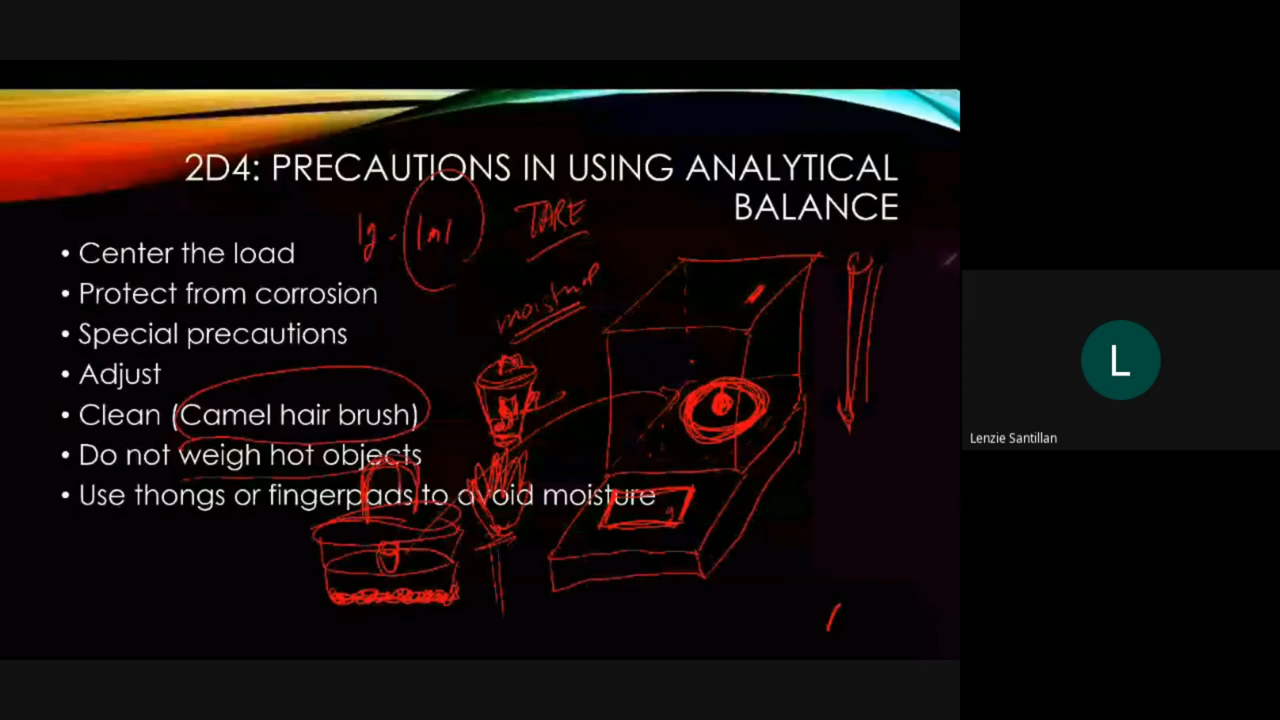 2D4: PRECAUTIONS IN USING ANALYTICAL
BALANCE
1g - 1ml
TARE
• Center the load
• Protect from corrosion
moisture
• Special precautions
• Adjust
• Clean (Camel hair brush)
• Do not weigh hot objects
• Use thongs or fingerpads to avoid moisture
g
L
Lenzie Santillan